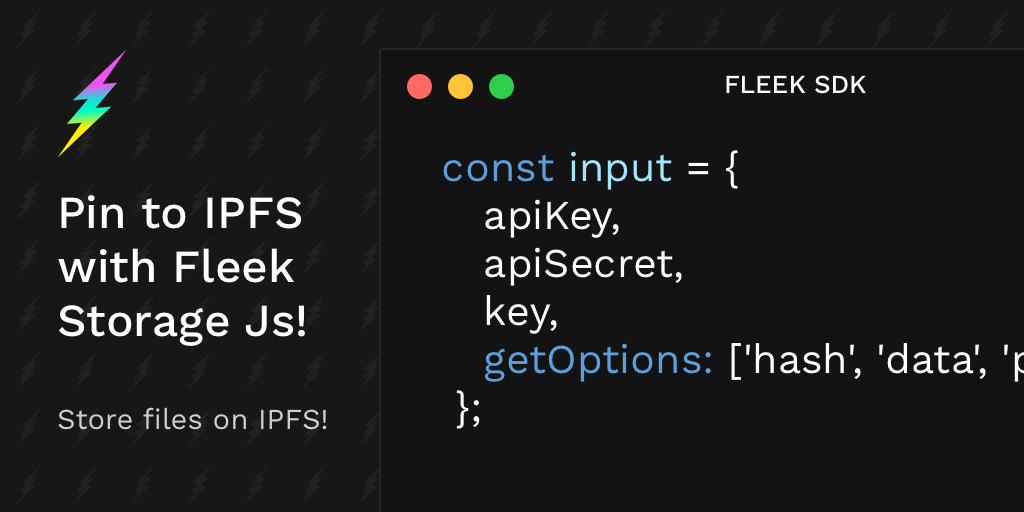 Pin to IPFS
with Fleek
Storage Js!
Store files on IPFS!
FLEEK SDK
const input = {
apiKey,
apiSecret,
key,
getOptions: ['hash', 'data', 'p
};